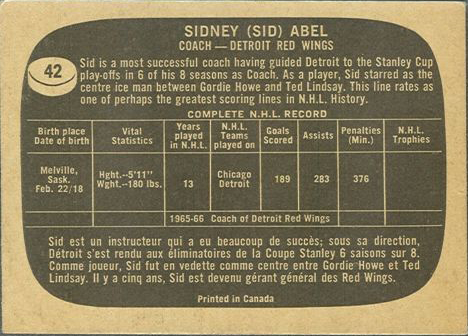 SIDNEY (SID) ABEL
COACH — DETROIT RED WINGS
42
Sid is a most successful coach having guided Detroit to the Stanley Cup
play-offs in 6 of his 8 seasons as Coach. As a player, Sid starred as the
centre ice man between Gordie Howe and Ted Lindsay. This line rates as
one of perhaps the greatest scoring lines in N.H.L. History.
COMPLETE N.H.L. RECORD
Birth place Date of birth | Vital Statistics | Years played in N.H.L. | N.H.L. Teams played on | Goals Scored | Assists | Penalties (Min.) | N.H.L. Trophies
Melville, Sask. Feb. 22/18 | Hght.--5'11" Wght.--180 lbs. | 13 | Chicago Detroit | 189 | 283 | 376
1965-66 Coach of Detroit Red Wings
Sid est un instructeur qui a eu beaucoup de succès; sous sa direction,
Détroit s'est rendu aux éliminatoires de la Coupe Stanley 6 saisons sur 8.
Comme joueur, Sid fut en vedette comme centre entre Gordie Howe et Ted
Lindsay. Il y a cinq ans, Sid est devenu gérant général des Red Wings.
Printed in Canada